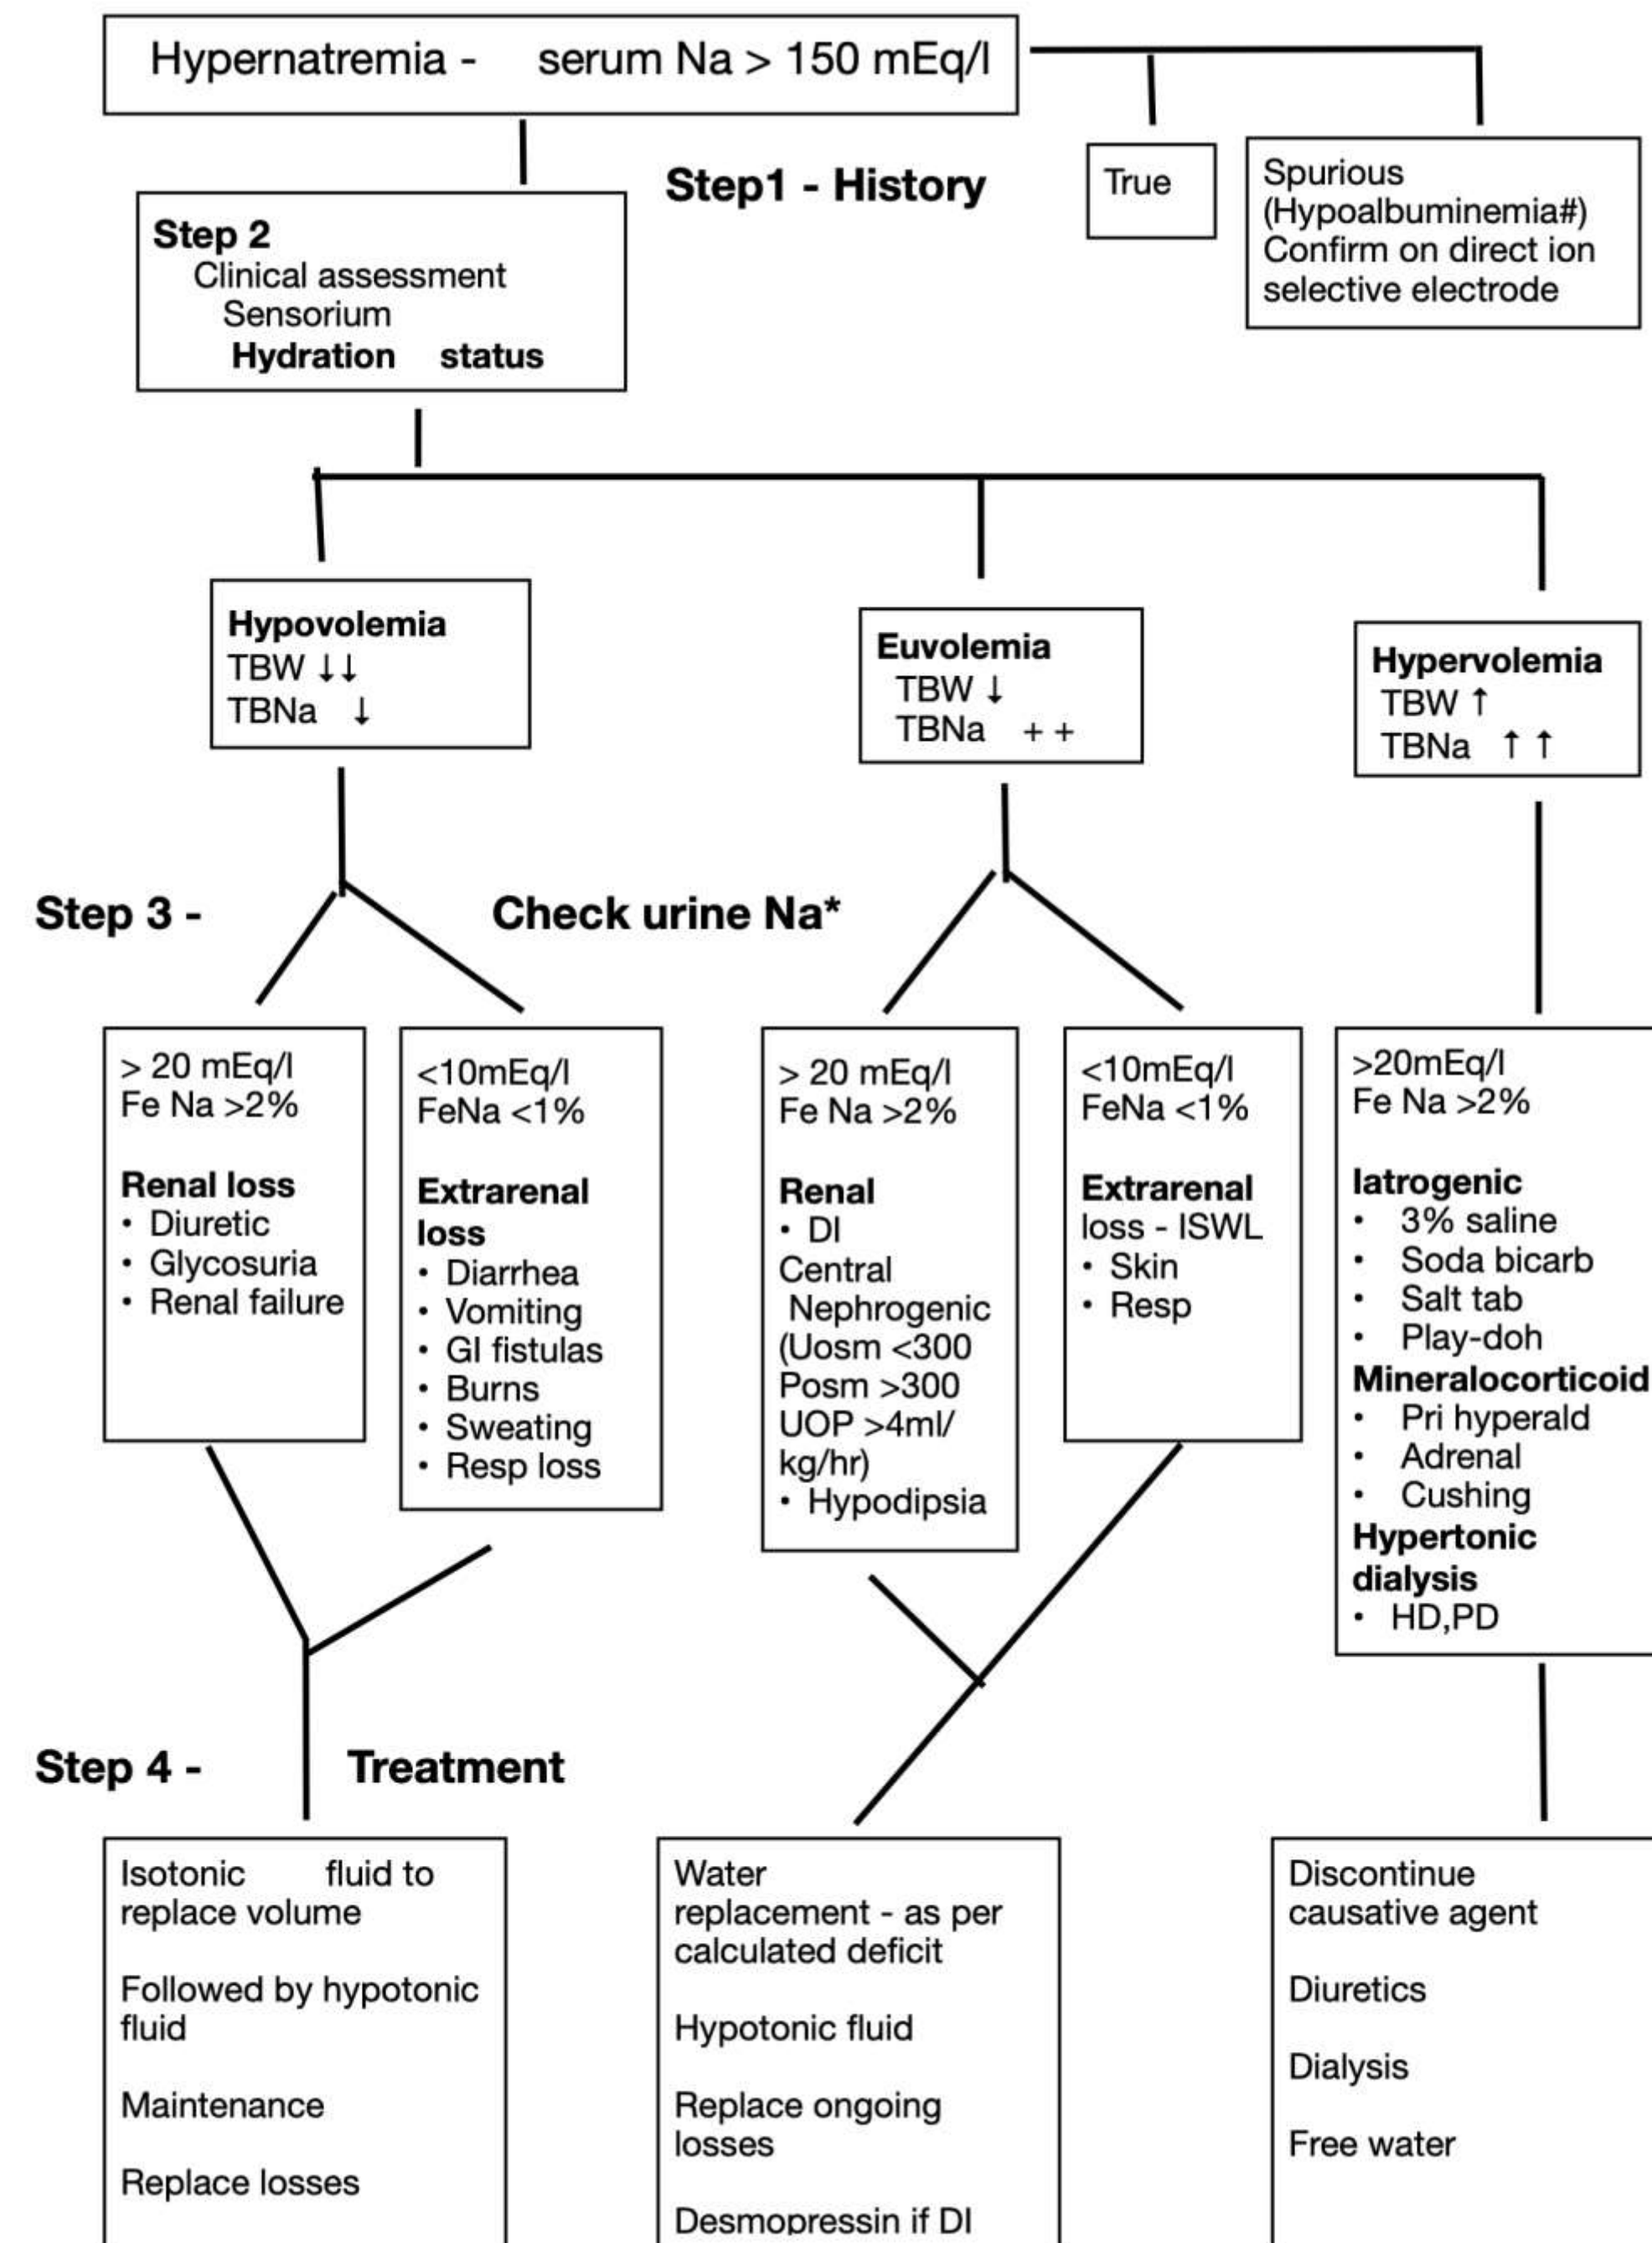 Hypernatremia - serum Na > 150 mEq/l
Step1 - History
True
Spurious
(Hypoalbuminemia#)
Confirm on direct ion
selective electrode
Step 2
Clinical assessment
Sensorium
Hydration status
Hypovolemia
TBW ↓↓
TBNa ↓
Euvolemia
TBW ↓
TBNa + +
Hypervolemia
TBW ↑
TBNa ↑ ↑
Step 3 - Check urine Na*
> 20 mEq/l
Fe Na >2%
Renal loss
• Diuretic
• Glycosuria
• Renal failure
<10mEq/l
FeNa <1%
Extrarenal
loss
• Diarrhea
• Vomiting
• GI fistulas
• Burns
• Sweating
• Resp loss
> 20 mEq/l
Fe Na >2%
Renal
• DI
Central
Nephrogenic
(Uosm <300
Posm >300
UOP >4ml/
kg/hr)
• Hypodipsia
<10mEq/l
FeNa <1%
Extrarenal
loss - ISWL
• Skin
• Resp
>20mEq/l
Fe Na >2%
Iatrogenic
• 3% saline
• Soda bicarb
• Salt tab
• Play-doh
Mineralocorticoid
• Pri hyperald
• Adrenal
• Cushing
Hypertonic
dialysis
• HD,PD
Step 4 - Treatment
Isotonic fluid to
replace volume
Followed by hypotonic
fluid
Maintenance
Replace losses
Water
replacement - as per
calculated deficit
Hypotonic fluid
Replace ongoing
losses
Desmopressin if DI
Discontinue
causative agent
Diuretics
Dialysis
Free water